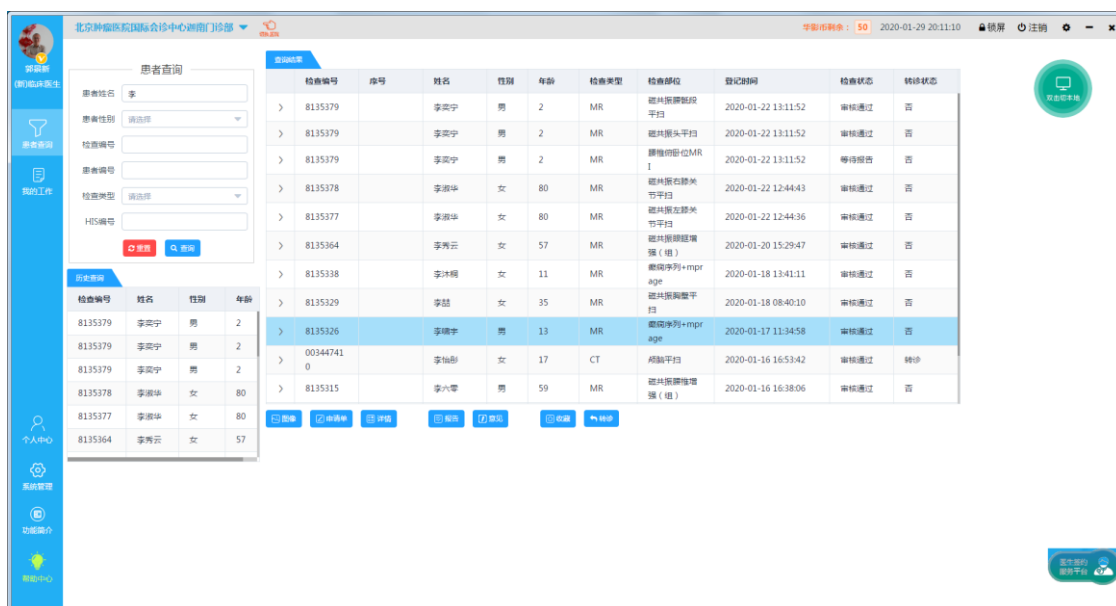 北京肿瘤医院国际会诊中心迦南门诊部
华影币剩余： 50 2020-01-29 20:11:10 锁屏 注销
(新)临床医生
患者查询
我的工作
个人中心
系统管理
功能简介
帮助中心
患者查询
患者姓名 李
患者性别 请选择
检查编号
患者编号
检查类型 请选择
HIS编号
重置 查询
历史查询
检查编号 姓名 性别 年龄
8135379 李奕宁 男 2
8135379 李奕宁 男 2
8135379 李奕宁 男 2
8135378 李淑华 女 80
8135377 李淑华 女 80
8135364 李秀云 女 57
查询结果
检查编号 序号 姓名 性别 年龄 检查类型 检查部位 登记时间 检查状态 转诊状态
8135379 李奕宁 男 2 MR 磁共振腰骶段平扫 2020-01-22 13:11:52 审核通过 否
8135379 李奕宁 男 2 MR 磁共振头平扫 2020-01-22 13:11:52 审核通过 否
8135379 李奕宁 男 2 MR 腰椎俯卧位MRI 2020-01-22 13:11:52 等待报告 否
8135378 李淑华 女 80 MR 磁共振右膝关节平扫 2020-01-22 12:44:43 审核通过 否
8135377 李淑华 女 80 MR 磁共振左膝关节平扫 2020-01-22 12:44:36 审核通过 否
8135364 李秀云 女 57 MR 磁共振颈增强（组） 2020-01-20 15:29:47 审核通过 否
8135338 李沐桐 女 11 MR 癫痫序列+mprage 2020-01-18 13:41:11 审核通过 否
8135329 李喆 女 35 MR 磁共振胸平扫 2020-01-18 08:40:10 审核通过 否
8135326 李宇 男 13 MR 癫痫序列+mprage 2020-01-17 11:34:58 审核通过 否
003447410 李怡彤 女 17 CT 颅脑平扫 2020-01-16 16:53:42 审核通过 转诊
8135315 李六零 男 59 MR 磁共振腰椎增强（组） 2020-01-16 16:38:06 审核通过 否
图像 申请单 详情 报告 意见 收藏 转诊
双击切本地
医生签约
服务平台